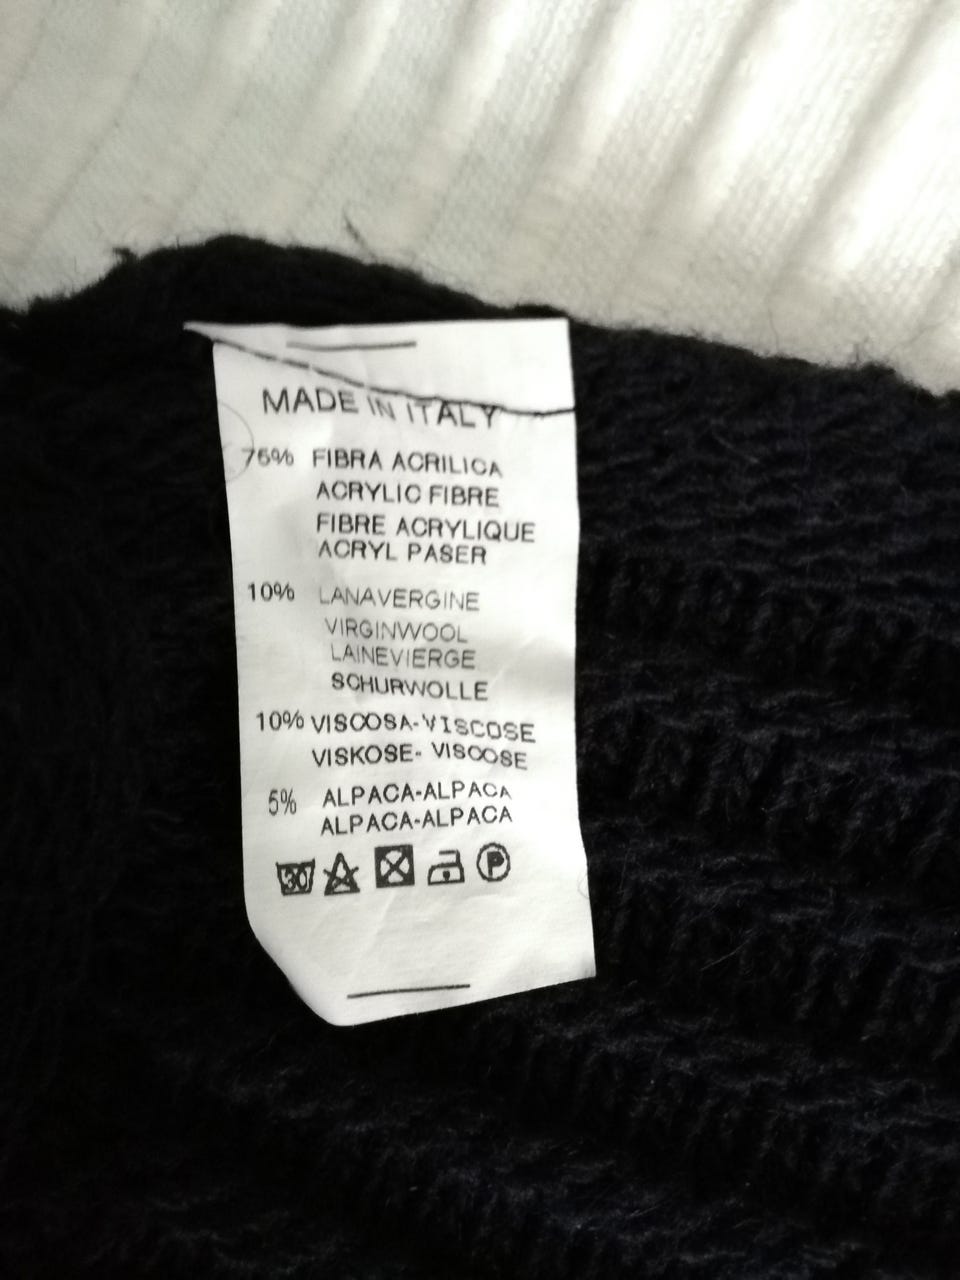 MADE IN ITALY
75% FIBRA ACRILICA
ACRYLIC FIBRE
FIBRE ACRYLIQUE
ACRYL PASER
10% LANAVERGINE
VIRGINWOOL
LAINEVIERGE
SCHURWOLLE
10% VISCOSA-VISCOSE
VISKOSE- VISCOSE
5% ALPACA-ALPACA
ALPACA-ALPACA
30 P